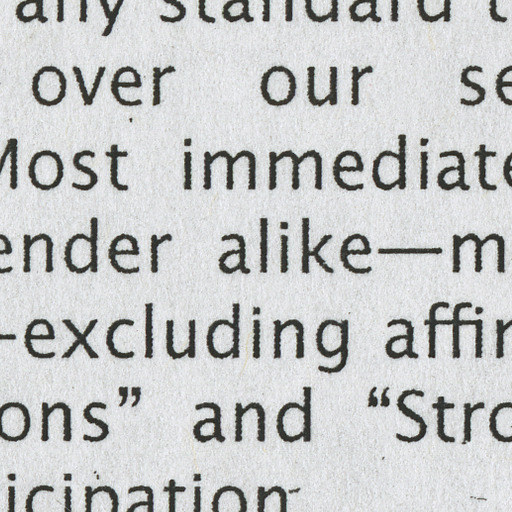 any standard t
over our se
Most immediate
ender alike—m
-excluding affir
ons” and “Stro
icipation